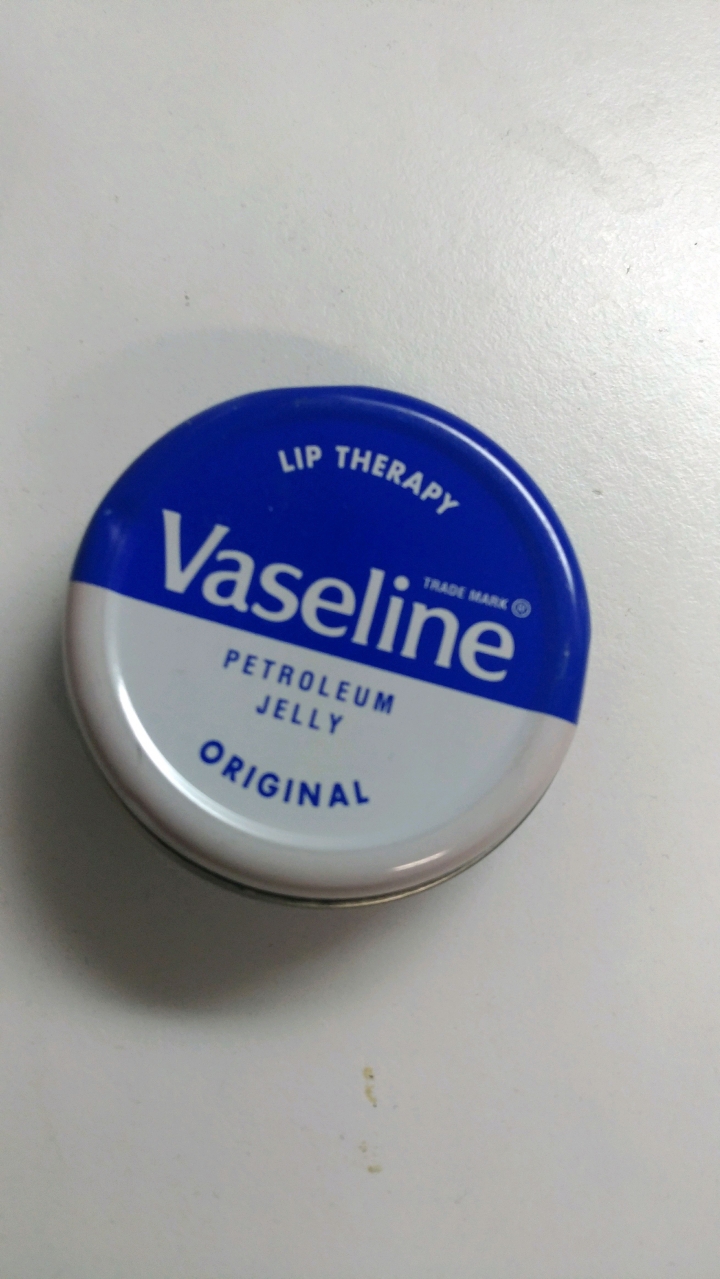 LIP THERAPY
Vaseline
TRADE MARK ®
PETROLEUM
JELLY
ORIGINAL